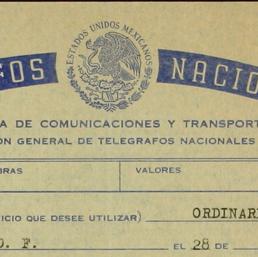 ESTADOS UNIDOS MEXICANOS
FOS NACIO
A DE COMUNICACIONES Y TRANSPORT
ON GENERAL DE TELEGRAFOS NACIONALES
BRAS VALORES
ICIO QUE DESEE UTILIZAR) ORDINAR
D. F. EL 28 DE